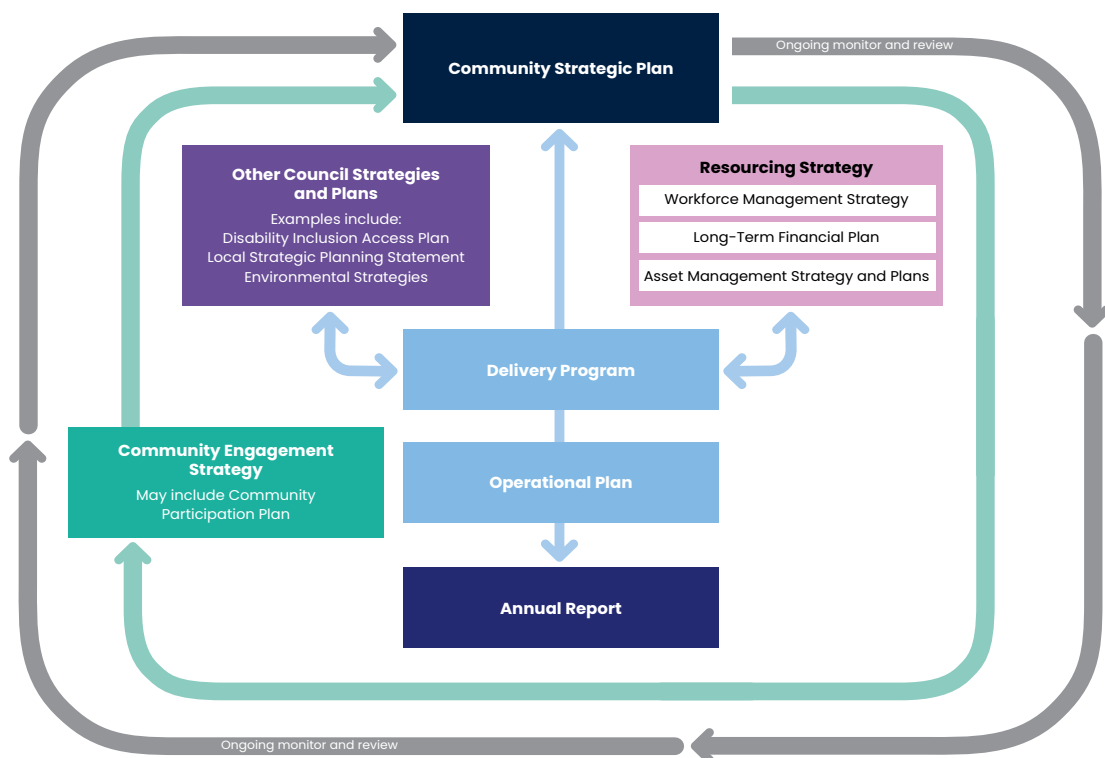 Ongoing monitor and review
Community Strategic Plan
Other Council Strategies
and Plans
Examples include:
Disability Inclusion Access Plan
Local Strategic Planning Statement
Environmental Strategies
Resourcing Strategy
Workforce Management Strategy
Long-Term Financial Plan
Asset Management Strategy and Plans
Delivery Program
Community Engagement
Strategy
May include Community
Participation Plan
Operational Plan
Annual Report
Ongoing monitor and review